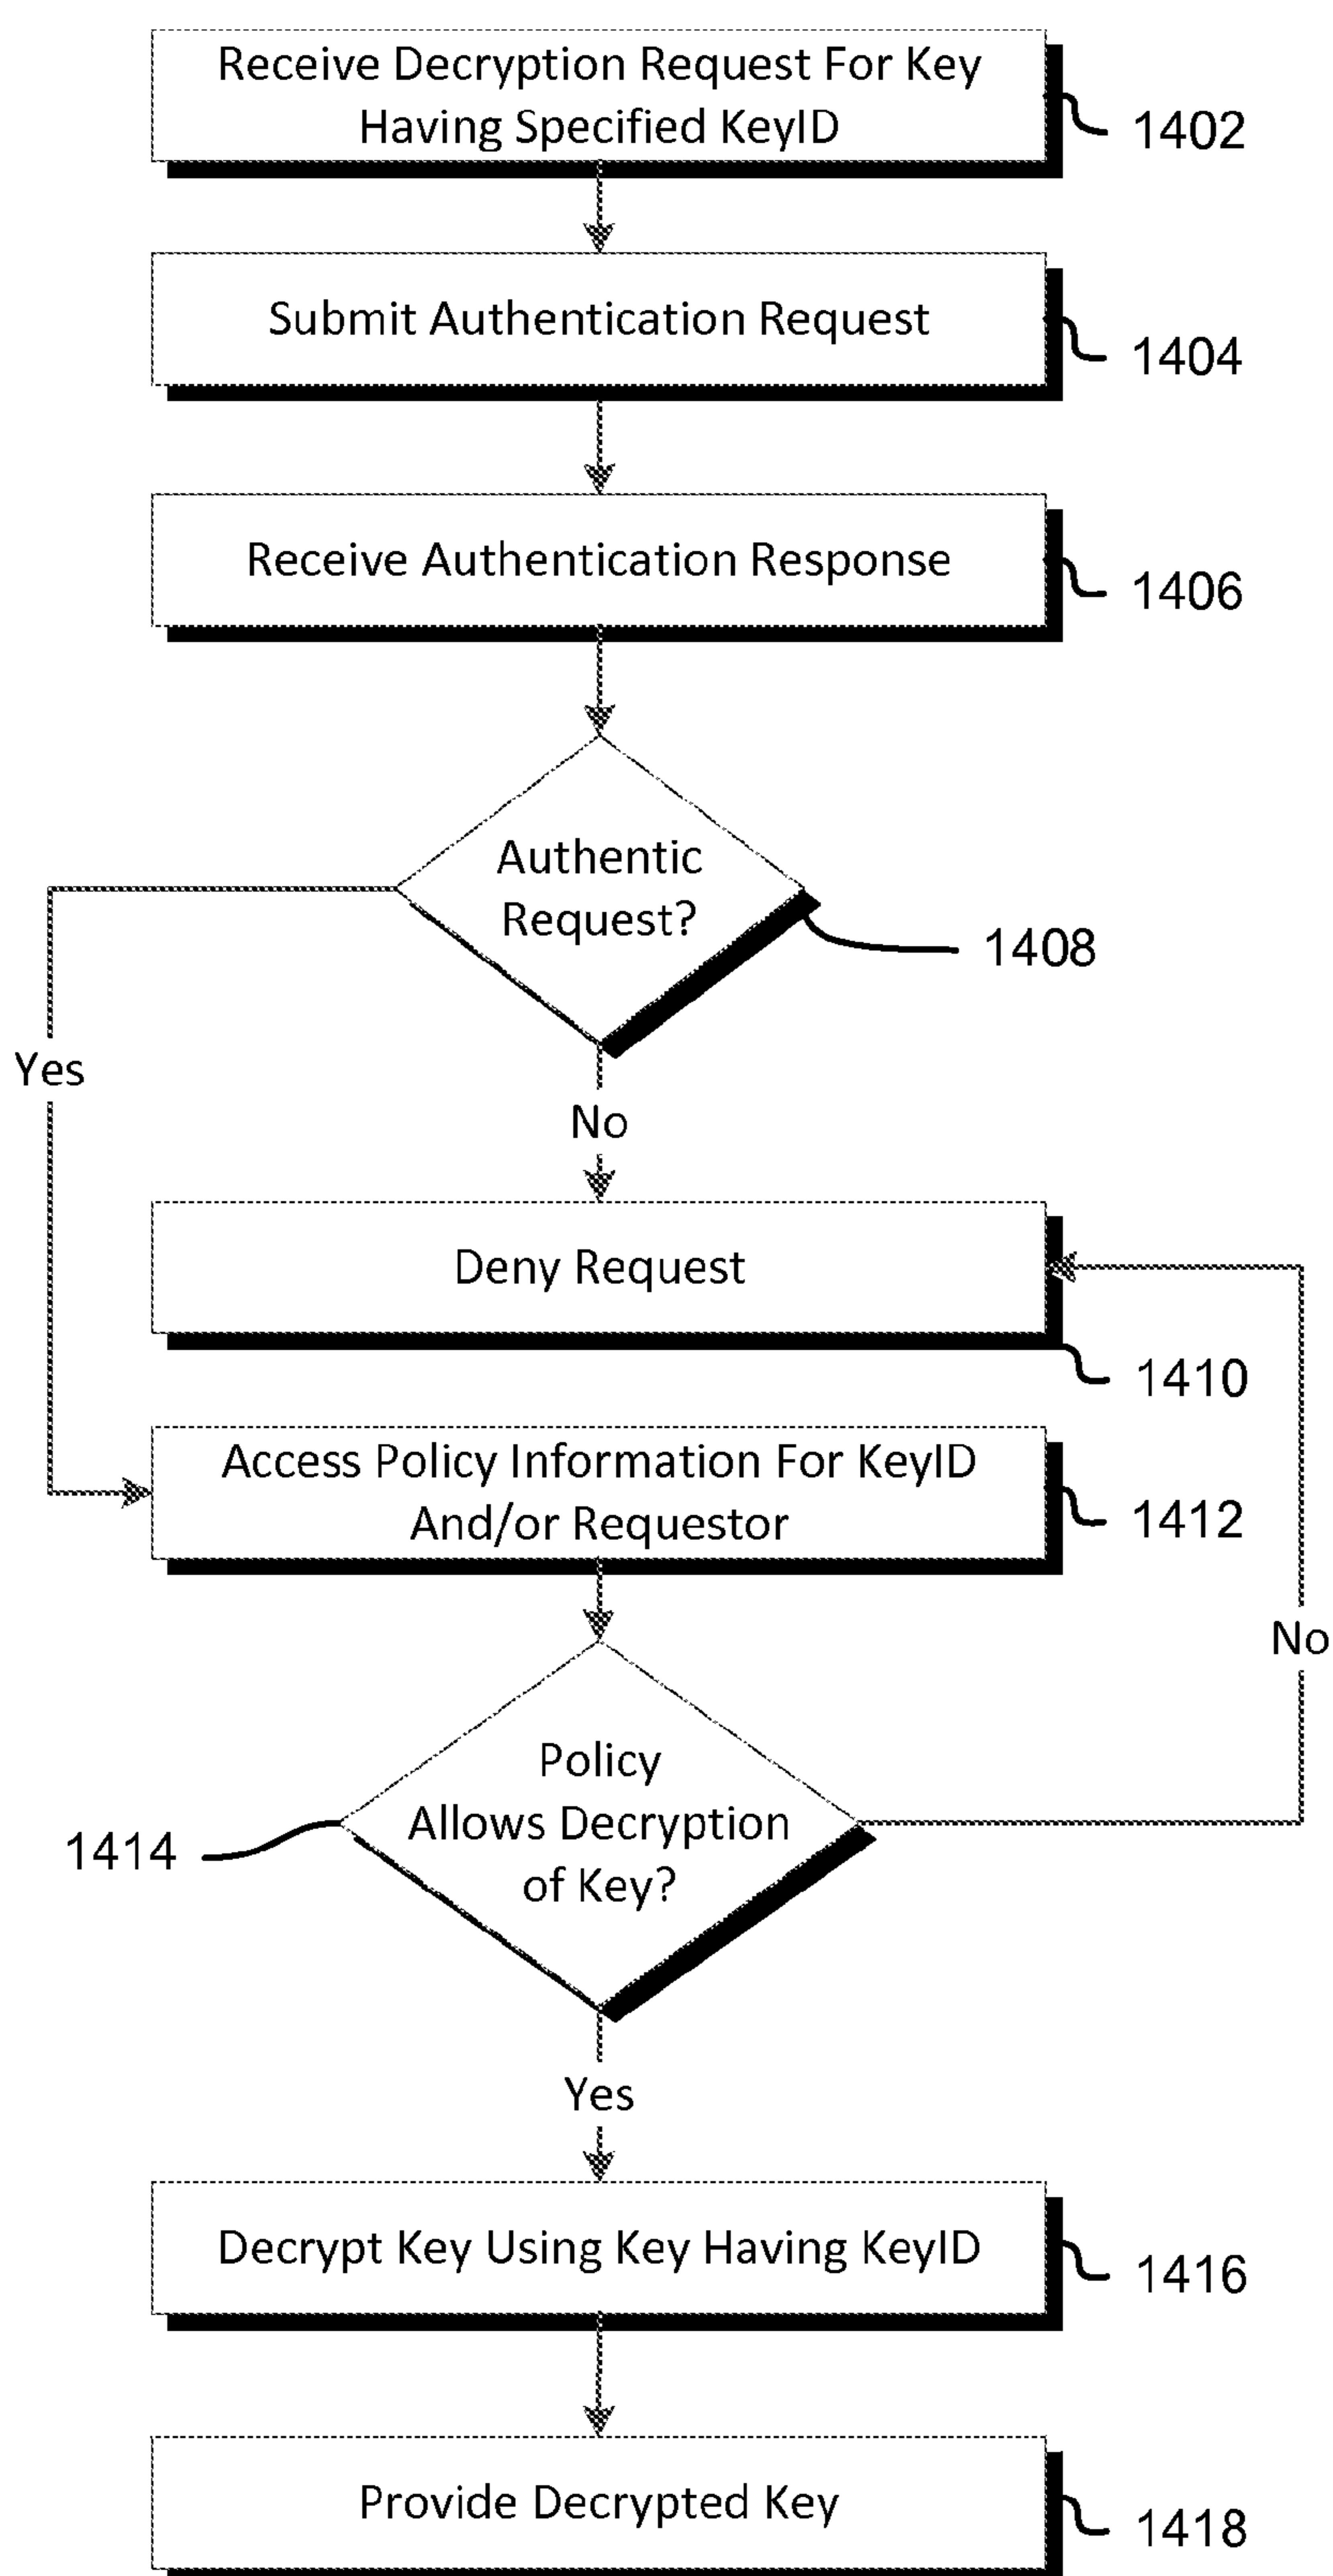 Receive Decryption Request For Key
Having Specified KeyID
1402
Submit Authentication Request
1404
Receive Authentication Response
1406
Authentic
Request?
1408
Yes
No
Deny Request
1410
Access Policy Information For KeyID
And/or Requestor
1412
No
Policy
Allows Decryption
of Key?
1414
Yes
Decrypt Key Using Key Having KeyID
1416
Provide Decrypted Key
1418